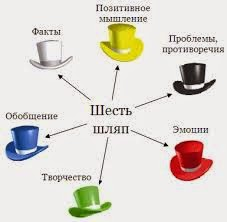 Позитивное
мышление
Факты
Проблемы,
противоречия
Шесть
шляп
Обобщение
Эмоции
Творчество